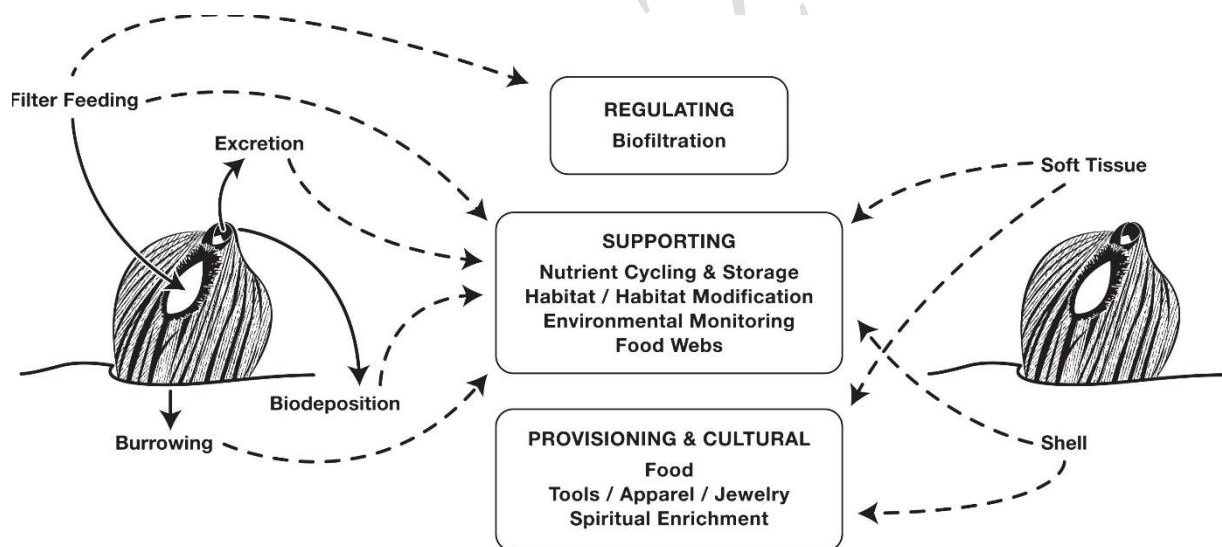 Filter Feeding
Excretion
Biodeposition
Burrowing
REGULATING
Biofiltration
SUPPORTING
Nutrient Cycling & Storage
Habitat / Habitat Modification
Environmental Monitoring
Food Webs
PROVISIONING & CULTURAL
Food
Tools / Apparel / Jewelry
Spiritual Enrichment
Soft Tissue
Shell